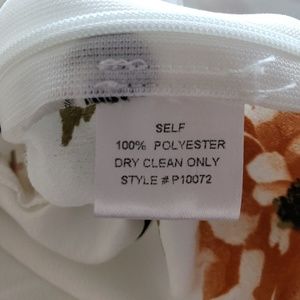 SELF
100% POLYESTER
DRY CLEAN ONLY
STYLE # P10072